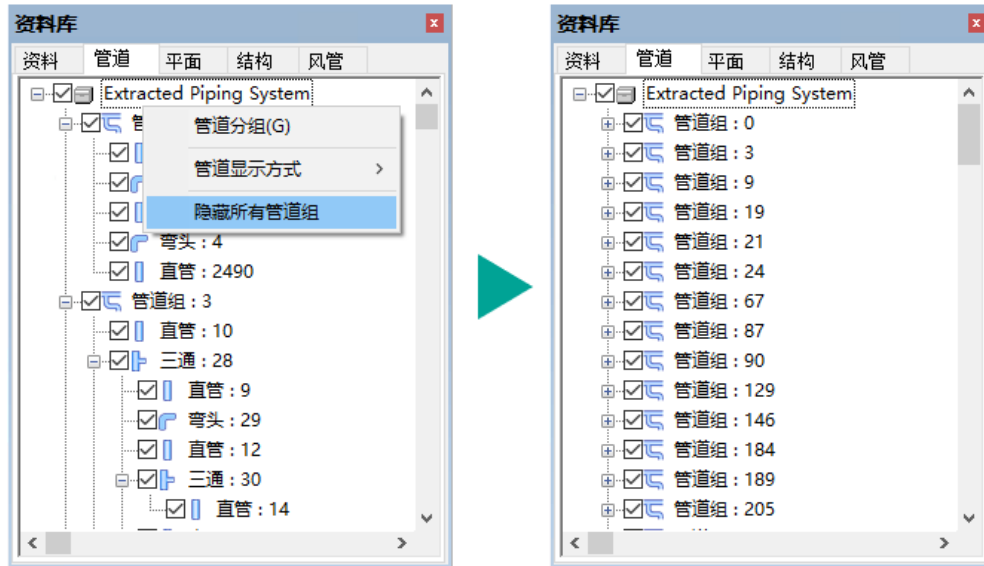 资料库
资料 管道 平面 结构 风管
Extracted Piping System
管道分组(G)
管道显示方式
隐藏所有管道组
弯头 : 4
直管 : 2490
管道组 : 3
直管 : 10
三通 : 28
直管 : 9
弯头 : 29
直管 : 12
三通 : 30
直管 : 14
资料库
资料 管道 平面 结构 风管
Extracted Piping System
管道组 : 0
管道组 : 3
管道组 : 9
管道组 : 19
管道组 : 21
管道组 : 24
管道组 : 67
管道组 : 87
管道组 : 90
管道组 : 129
管道组 : 146
管道组 : 184
管道组 : 189
管道组 : 205